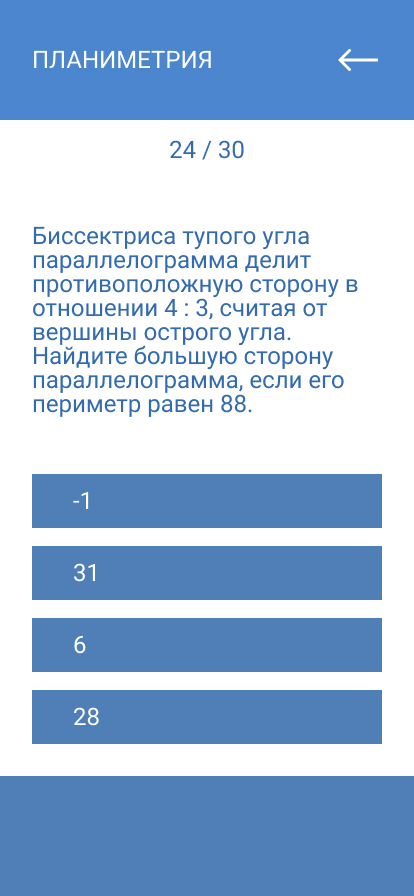 ПЛАНИМЕТРИЯ
24 / 30
Биссектриса тупого угла
параллелограмма делит
противоположную сторону в
отношении 4 : 3, считая от
вершины острого угла.
Найдите большую сторону
параллелограмма, если его
периметр равен 88.
-1
31
6
28